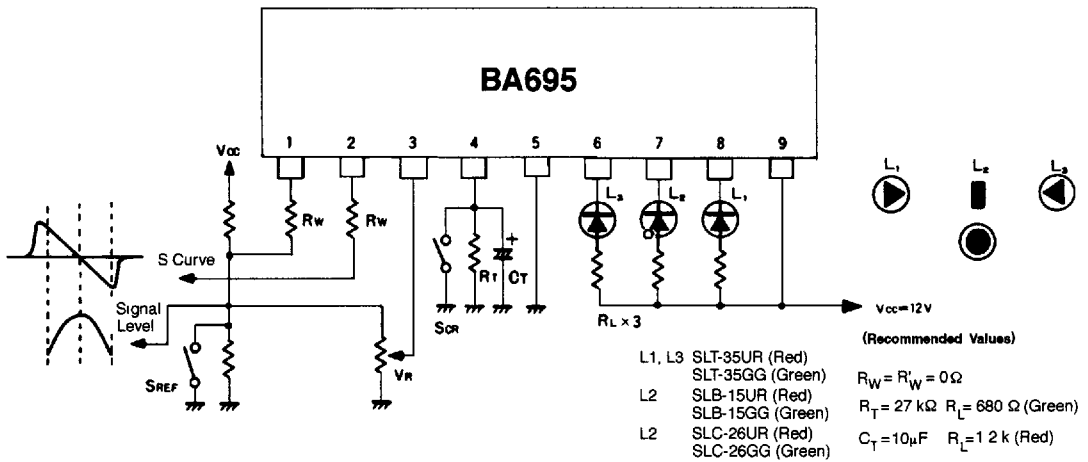 BA695
1 2 3 4 5 6 7 8 9
Vcc
RW
RW
S Curve
Signal
Level
SREF
VR
SCR
RT
CT
+
L3
L2
L1
RL × 3
Vcc=12V
L1
L2
L3
(Recommended Values)
L1, L3 SLT-35UR (Red)
SLT-35GG (Green)
L2 SLB-15UR (Red)
SLB-15GG (Green)
L2 SLC-26UR (Red)
SLC-26GG (Green)
RW = R'W = 0Ω
RT = 27 kΩ RL = 680 Ω (Green)
CT = 10μF RL = 1 2 k (Red)